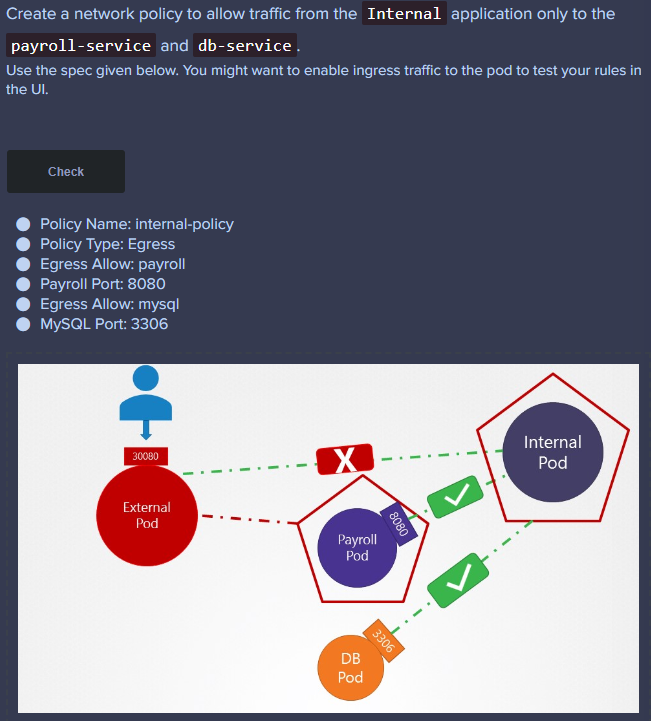 Create a network policy to allow traffic from the Internal application only to the
payroll-service and db-service.
Use the spec given below. You might want to enable ingress traffic to the pod to test your rules in
the UI.
Check
Policy Name: internal-policy
Policy Type: Egress
Egress Allow: payroll
Payroll Port: 8080
Egress Allow: mysql
MySQL Port: 3306
30080
External
Pod
X
Internal
Pod
8080
Payroll
Pod
3306
DB
Pod